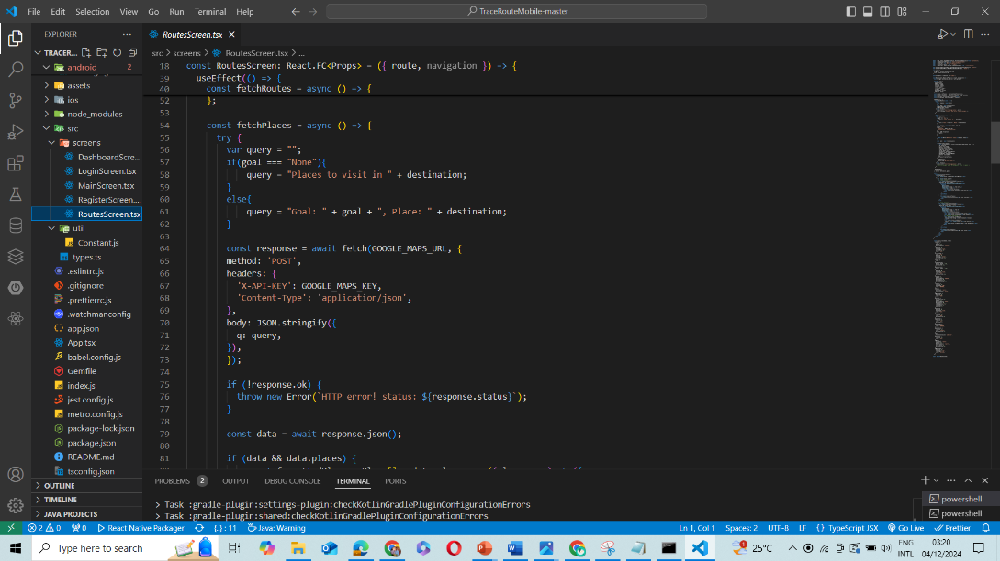 File Edit Selection View Go Run Terminal Help
TraceRouteMobile-master
EXPLORER
RoutesScreen.tsx
TRACER...
src > screens > RoutesScreen.tsx > ...
android 2
assets
ios
node_modules
src
screens
DashboardScre...
LoginScreen.tsx
MainScreen.tsx
RegisterScreen....
RoutesScreen.tsx
util
Constant.js
types.ts
.eslintrc.js
.gitignore
.prettierrc.js
.watchmanconfig
app.json
App.tsx
babel.config.js
Gemfile
index.js
jest.config.js
metro.config.js
package-lock.json
package.json
README.md
tsconfig.json
OUTLINE
TIMELINE
JAVA PROJECTS
18 const RoutesScreen: React.FC<Props> = ({ route, navigation }) => {
39 useEffect(() => {
40 const fetchRoutes = async () => {
52 };
53
54 const fetchPlaces = async () => {
55 try {
56 var query = "";
57 if(goal === "None"){
58 query = "Places to visit in " + destination;
59 }
60 else{
61 query = "Goal: " + goal + ", Place: " + destination;
62 }
63
64 const response = await fetch(GOOGLE_MAPS_URL, {
65 method: 'POST',
66 headers: {
67 'X-API-KEY': GOOGLE_MAPS_KEY,
68 'Content-Type': 'application/json',
69 },
70 body: JSON.stringify({
71 q: query,
72 }),
73 });
74
75 if (!response.ok) {
76 throw new Error(`HTTP error! status: ${response.status}`);
77 }
78
79 const data = await response.json();
80
81 if (data && data.places) {
PROBLEMS 2 OUTPUT DEBUG CONSOLE TERMINAL PORTS
> Task :gradle-plugin:settings-plugin:checkKotlinGradlePluginConfigurationErrors
> Task :gradle-plugin:shared:checkKotlinGradlePluginConfigurationErrors
powershell
powershell
2 0 0 React Native Packager {..} : 11 Java: Warning Ln 1, Col 1 Spaces: 2 UTF-8 LF {} TypeScript JSX Go Live Prettier
Type here to search
25°C
ENG
INTL
03:20
04/12/2024